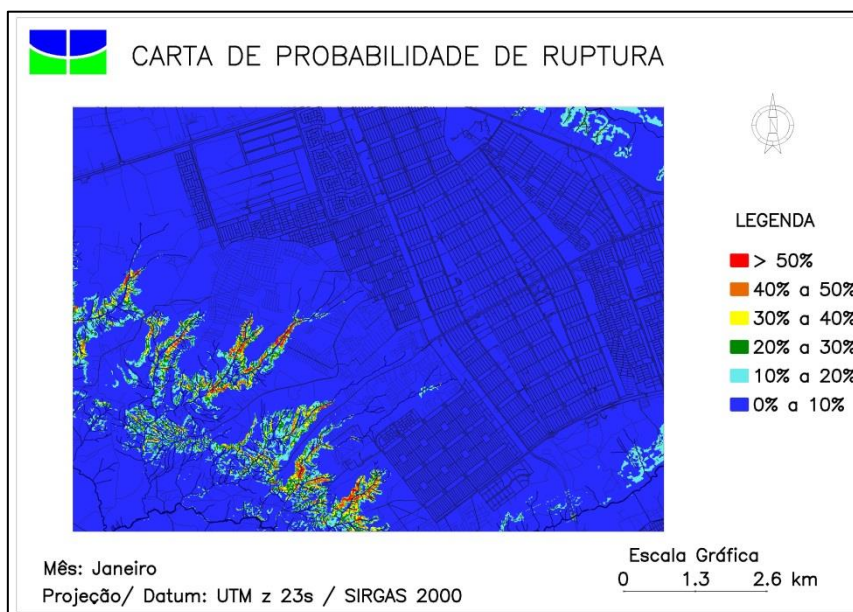 CARTA DE PROBABILIDADE DE RUPTURA
LEGENDA
> 50%
40% a 50%
30% a 40%
20% a 30%
10% a 20%
0% a 10%
Mês: Janeiro
Projeção/ Datum: UTM z 23s / SIRGAS 2000
Escala Gráfica
0 1.3 2.6 km